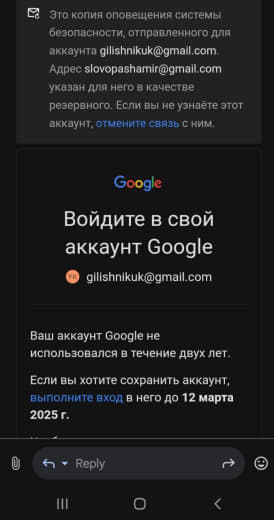 Это копия оповещения системы
безопасности, отправленного для
аккаунта gilishnikuk@gmail.com.
Адрес slovopashamir@gmail.com
указан для него в качестве
резервного. Если вы не узнаёте этот
аккаунт, отмените связь с ним.
Google
Войдите в свой
аккаунт Google
УК gilishnikuk@gmail.com
Ваш аккаунт Google не
использовался в течение двух лет.
Если вы хотите сохранить аккаунт,
выполните вход в него до 12 марта
2025 г.
Reply